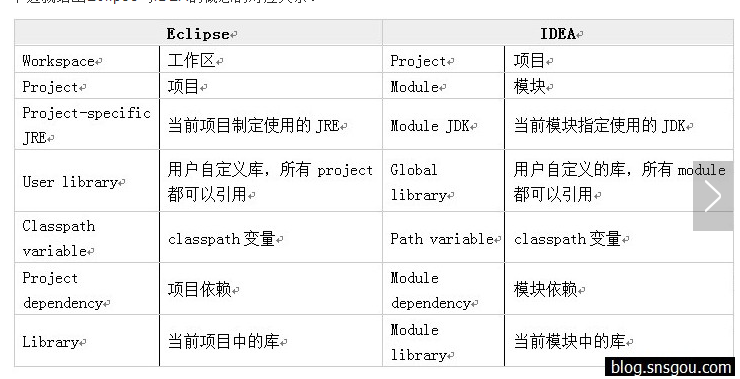 Eclipse
IDEA
Workspace
工作区
Project
项目
Project
项目
Module
模块
Project-specific
JRE
当前项目制定使用的 JRE
Module JDK
当前模块指定使用的 JDK
User library
用户自定义库，所有 project
都可以引用
Global
library
用户自定义的库，所有 module
都可以引用
Classpath
variable
classpath 变量
Path variable
classpath 变量
Project
dependency
项目依赖
Module
dependency
模块依赖
Library
当前项目中的库
Module
library
当前模块中的库
blog.snsgou.com